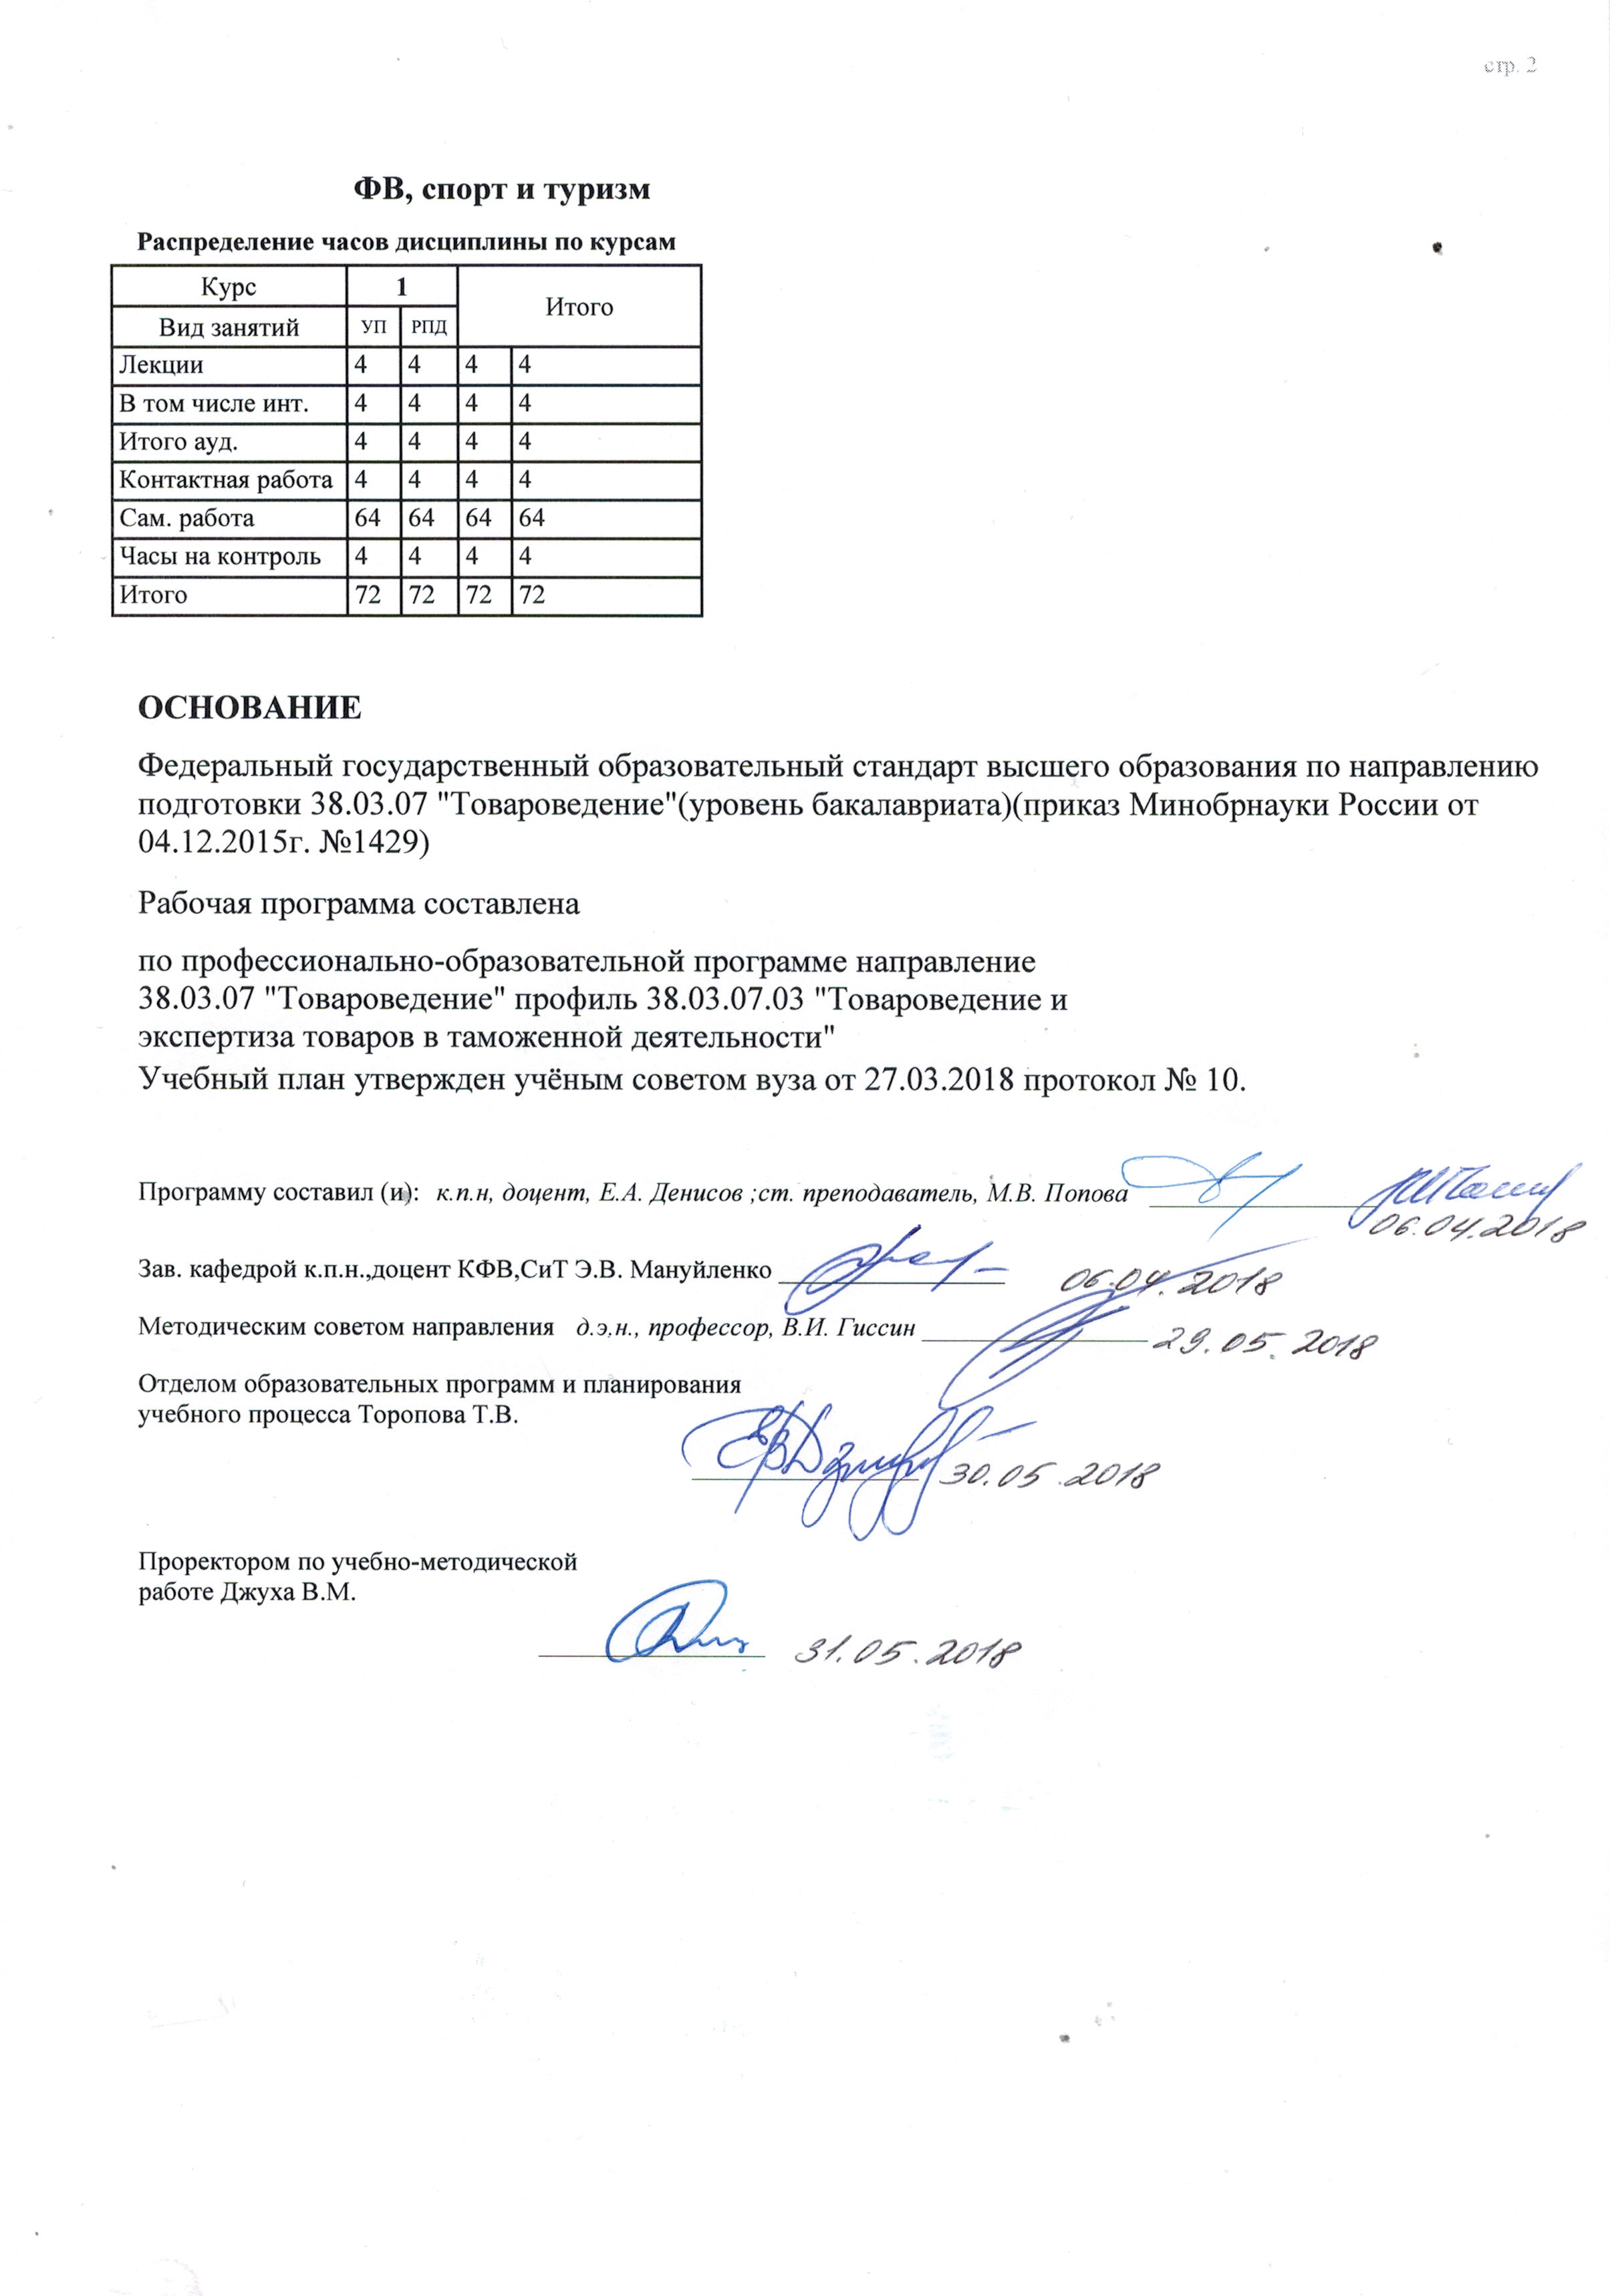 стр. 2
ФВ, спорт и туризм
Распределение часов дисциплины по курсам
Курс 1 Итого
Вид занятий УП РПД
Лекции 4 4 4 4
В том числе инт. 4 4 4 4
Итого ауд. 4 4 4 4
Контактная работа 4 4 4 4
Сам. работа 64 64 64 64
Часы на контроль 4 4 4 4
Итого 72 72 72 72
ОСНОВАНИЕ
Федеральный государственный образовательный стандарт высшего образования по направлению
подготовки 38.03.07 "Товароведение"(уровень бакалавриата)(приказ Минобрнауки России от
04.12.2015г. №1429)
Рабочая программа составлена
по профессионально-образовательной программе направление
38.03.07 "Товароведение" профиль 38.03.07.03 "Товароведение и
экспертиза товаров в таможенной деятельности"
Учебный план утвержден учёным советом вуза от 27.03.2018 протокол № 10.
Программу составил (и): к.п.н, доцент, Е.А. Денисов ;ст. преподаватель, М.В. Попова
06.04.2018
Зав. кафедрой к.п.н.,доцент КФВ,СиТ Э.В. Мануйленко 06.04.2018
Методическим советом направления д.э.н., профессор, В.И. Гиссин 29.05.2018
Отделом образовательных программ и планирования
учебного процесса Торопова Т.В.
30.05.2018
Проректором по учебно-методической
работе Джуха В.М.
31.05.2018